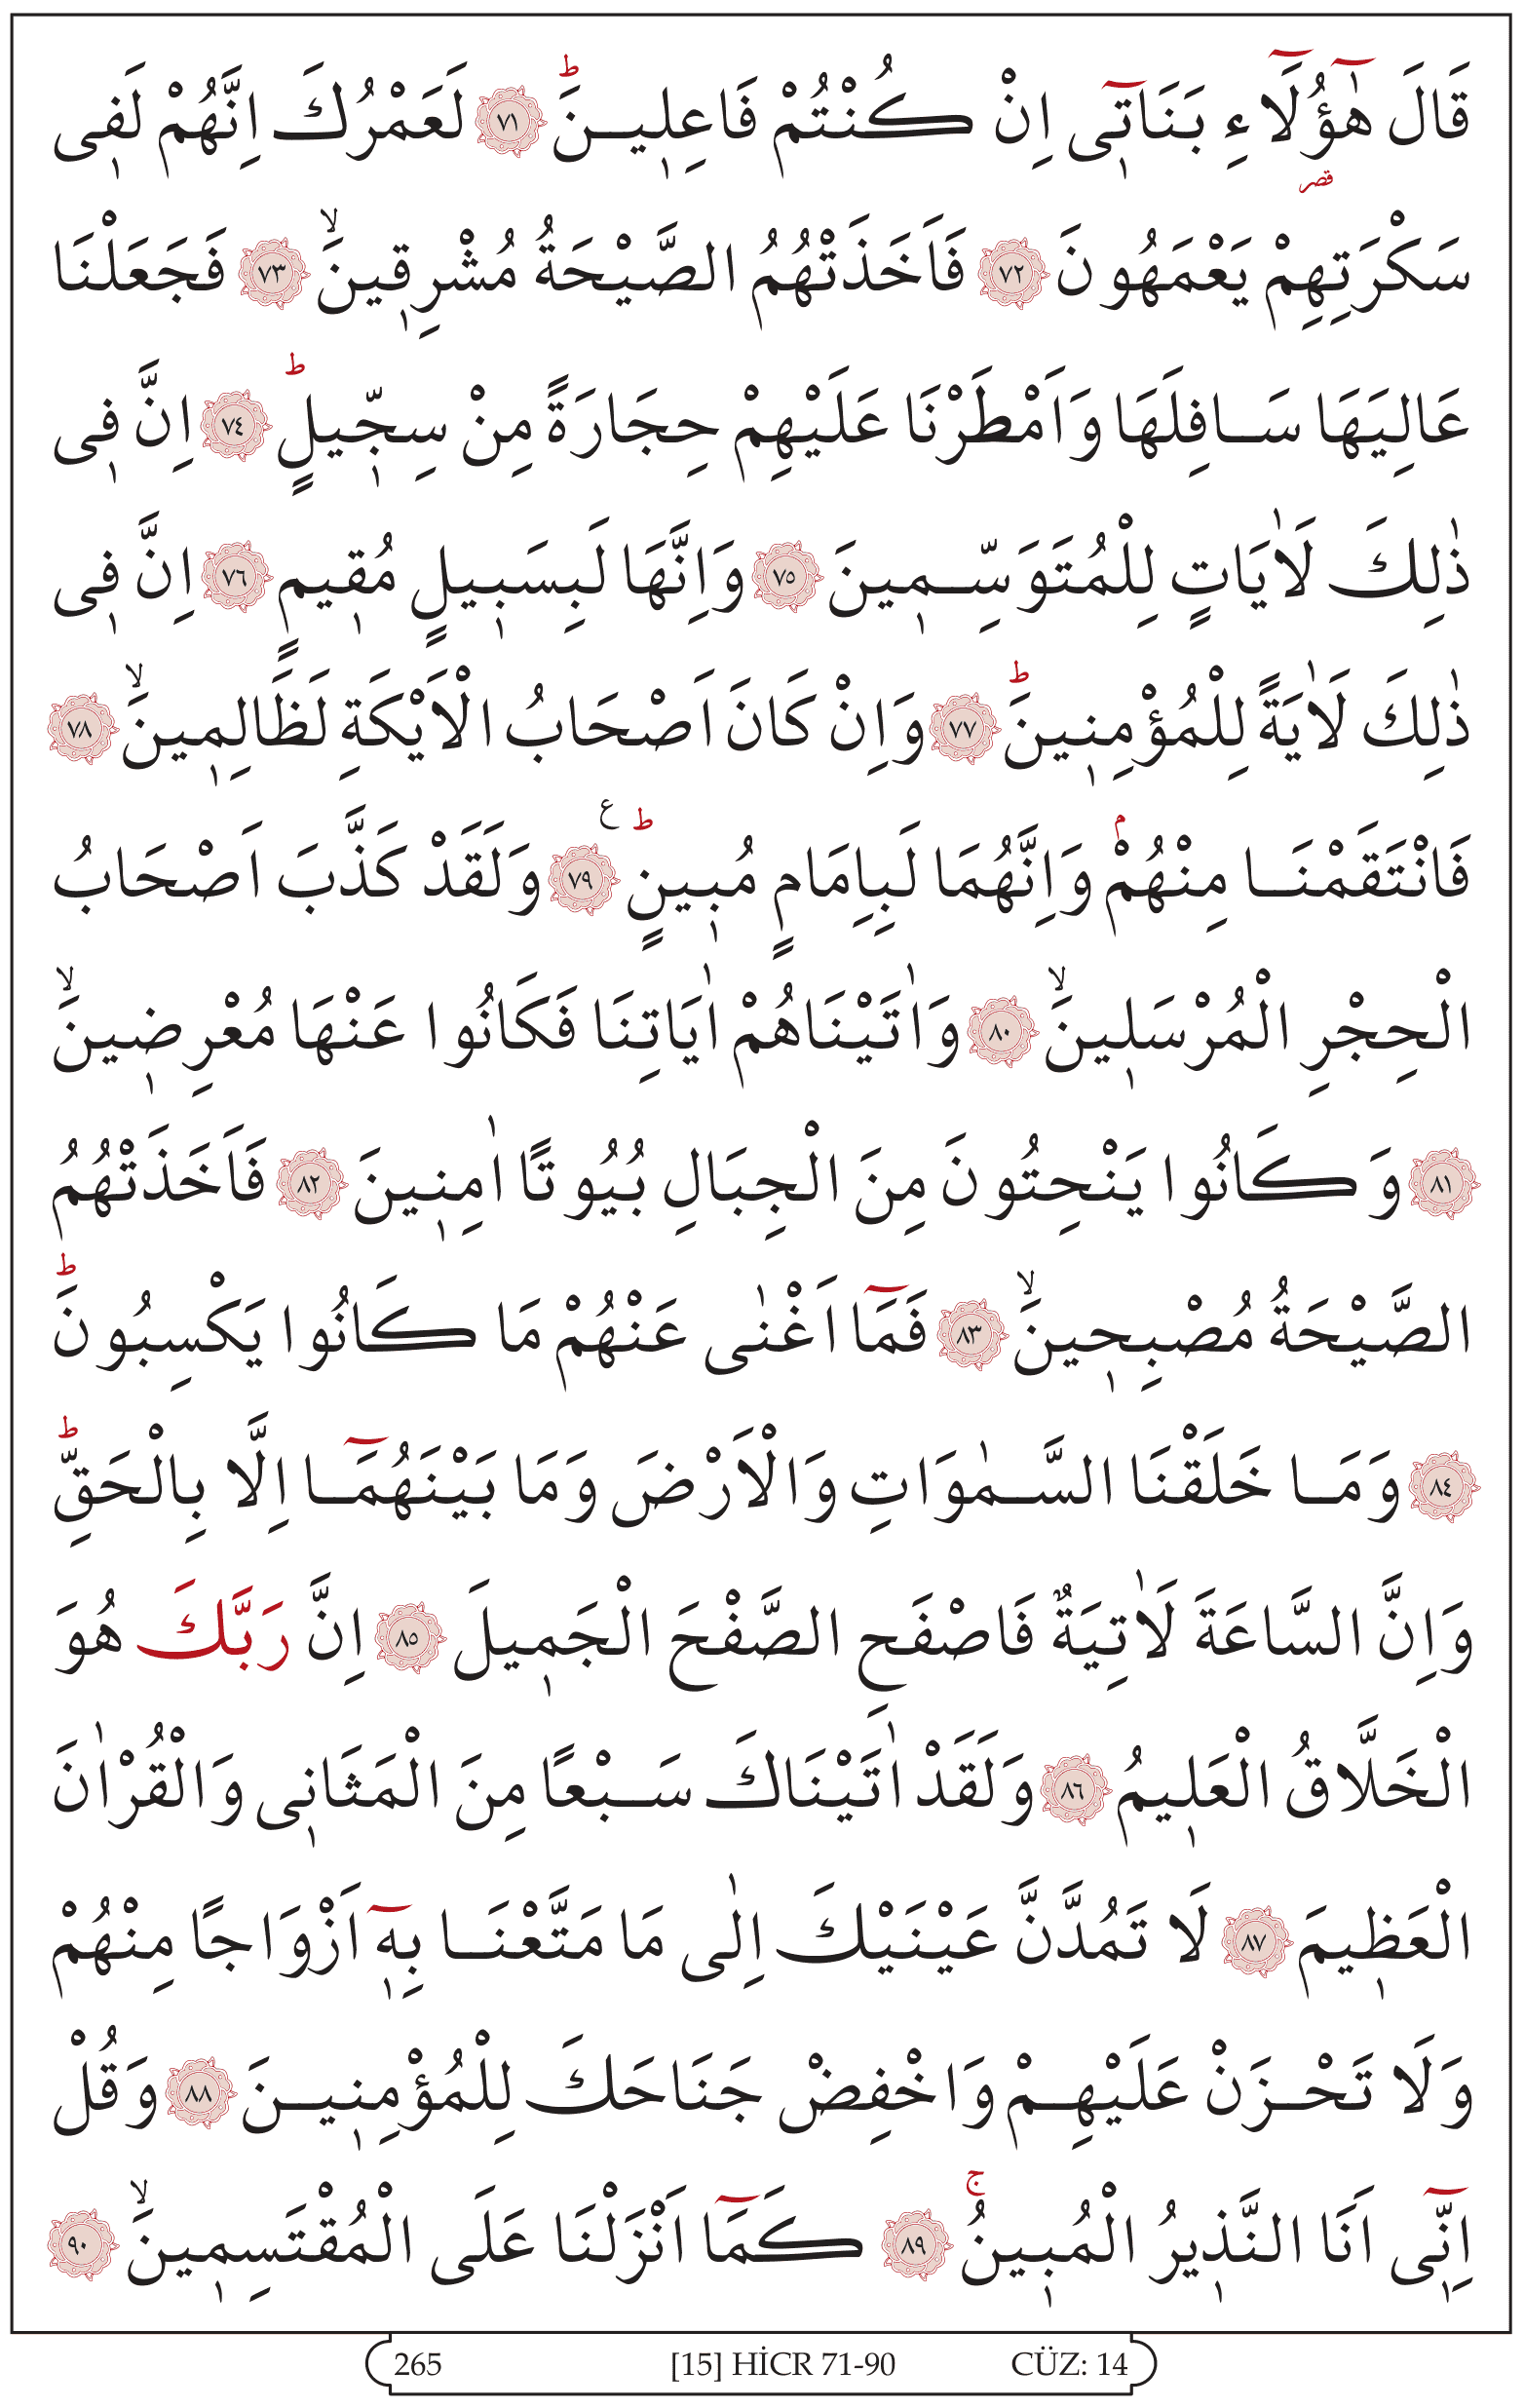 قَالَ هٰٓؤُ۬لَٓاءِ بَنَات۪ٓي اِنْ كُنْتُمْ فَاعِل۪ينَۜ ﴿٧١﴾ لَعَمْرُكَ اِنَّهُمْ لَف۪ي
قصر
سَكْرَتِهِمْ يَعْمَهُونَ ﴿٧٢﴾ فَاَخَذَتْهُمُ الصَّيْحَةُ مُشْرِق۪ينَۙ ﴿٧٣﴾ فَجَعَلْنَا
عَالِيَهَا سَافِلَهَا وَاَمْطَرْنَا عَلَيْهِمْ حِجَارَةً مِنْ سِجّ۪يلٍۜ ﴿٧٤﴾ اِنَّ ف۪ي
ذٰلِكَ لَاٰيَاتٍ لِلْمُتَوَسِّم۪ينَ ﴿٧٥﴾ وَاِنَّهَا لَبِسَب۪يلٍ مُق۪يمٍ ﴿٧٦﴾ اِنَّ ف۪ي
ذٰلِكَ لَاٰيَةً لِلْمُؤْمِن۪ينَۜ ﴿٧٧﴾ وَاِنْ كَانَ اَصْحَابُ الْاَيْكَةِ لَظَالِم۪ينَۙ ﴿٧٨﴾
فَانْتَقَمْنَا مِنْهُمْۢ وَاِنَّهُمَا لَبِاِمَامٍ مُب۪ينٍۜ ع ﴿٧٩﴾ وَلَقَدْ كَذَّبَ اَصْحَابُ
الْحِجْرِ الْمُرْسَل۪ينَۙ ﴿٨٠﴾ وَاٰتَيْنَاهُمْ اٰيَاتِنَا فَكَانُوا عَنْهَا مُعْرِض۪ينَۙ
﴿٨١﴾ وَكَانُوا يَنْحِتُونَ مِنَ الْجِبَالِ بُيُوتًا اٰمِن۪ينَ ﴿٨٢﴾ فَاَخَذَتْهُمُ
الصَّيْحَةُ مُصْبِح۪ينَۙ ﴿٨٣﴾ فَمَٓا اَغْنٰى عَنْهُمْ مَا كَانُوا يَكْسِبُونَۜ
﴿٨٤﴾ وَمَا خَلَقْنَا السَّمٰوَاتِ وَالْاَرْضَ وَمَا بَيْنَهُمَٓا اِلَّا بِالْحَقِّۜ
وَاِنَّ السَّاعَةَ لَاٰتِيَةٌ فَاصْفَحِ الصَّفْحَ الْجَم۪يلَ ﴿٨٥﴾ اِنَّ رَبَّكَ هُوَ
الْخَلَّاقُ الْعَل۪يمُ ﴿٨٦﴾ وَلَقَدْ اٰتَيْنَاكَ سَبْعًا مِنَ الْمَثَان۪ي وَالْقُرْاٰنَ
الْعَظ۪يمَ ﴿٨٧﴾ لَا تَمُدَّنَّ عَيْنَيْكَ اِلٰى مَا مَتَّعْنَا بِه۪ٓ اَزْوَاجًا مِنْهُمْ
وَلَا تَحْزَنْ عَلَيْهِمْ وَاخْفِضْ جَنَاحَكَ لِلْمُؤْمِن۪ينَ ﴿٨٨﴾ وَقُلْ
اِنّ۪ٓي اَنَا النَّذ۪يرُ الْمُب۪ينُۚ ﴿٨٩﴾ كَمَٓا اَنْزَلْنَا عَلَى الْمُقْتَسِم۪ينَۙ ﴿٩٠﴾
265 [15] HİCR 71-90 CÜZ: 14